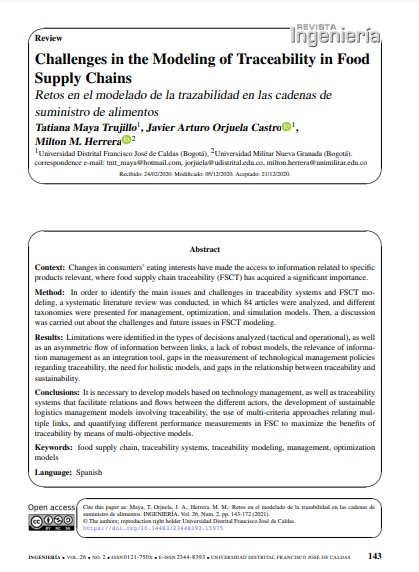 REVISTA
Ingeniería
Review
Challenges in the Modeling of Traceability in Food
Supply Chains
Retos en el modelado de la trazabilidad en las cadenas de
suministro de alimentos
Tatiana Maya Trujillo1, Javier Arturo Orjuela Castro iD 1,
Milton M. Herrera iD 2
1Universidad Distrital Francisco José de Caldas (Bogotá), 2Universidad Militar Nueva Granada (Bogotá).
correspondence e-mail: tmt_maya@hotmail.com, jorjuela@udistrital.edu.co, milton.herrera@unimilitar.edu.co
Recibido: 24/02/2020. Modificado: 05/12/2020. Aceptado: 21/12/2020.
Abstract
Context: Changes in consumers' eating interests have made the access to information related to specific
products relevant, where food supply chain traceability (FSCT) has acquired a significant importance.
Method: In order to identify the main issues and challenges in traceability systems and FSCT mo-
deling, a systematic literature review was conducted, in which 84 articles were analyzed, and different
taxonomies were presented for management, optimization, and simulation models. Then, a discussion
was carried out about the challenges and future issues in FSCT modeling.
Results: Limitations were identified in the types of decisions analyzed (tactical and operational), as well
as an asymmetric flow of information between links, a lack of robust models, the relevance of informa-
tion management as an integration tool, gaps in the measurement of technological management policies
regarding traceability, the need for holistic models, and gaps in the relationship between traceability and
sustainability.
Conclusions: It is necessary to develop models based on technology management, as well as traceability
systems that facilitate relations and flows between the different actors, the development of sustainable
logistics management models involving traceability, the use of multi-criteria approaches relating mul-
tiple links, and quantifying different performance measurements in FSC to maximize the benefits of
traceability by means of multi-objective models.
Keywords: food supply chain, traceability systems, traceability modeling, management, optimization
models
Language: Spanish
Open access
cc BY NC SA
Cite this paper as: Maya, T, Orjuela, J. A., Herrera, M. M.: Retos en el modelado de la trazabilidad en las cadenas de
suministro de alimentos. INGENIERÍA, Vol. 26, Num. 2, pp. 143-172 (2021).
© The authors; reproduction right holder Universidad Distrital Francisco José de Caldas.
https://doi.org/10.14483/23448393.15975
INGENIERÍA • VOL. 26 • NO. 2 • ISSN 0121-750X • E-ISSN 2344-8393 • UNIVERSIDAD DISTRITAL FRANCISCO JOSÉ DE CALDAS 143